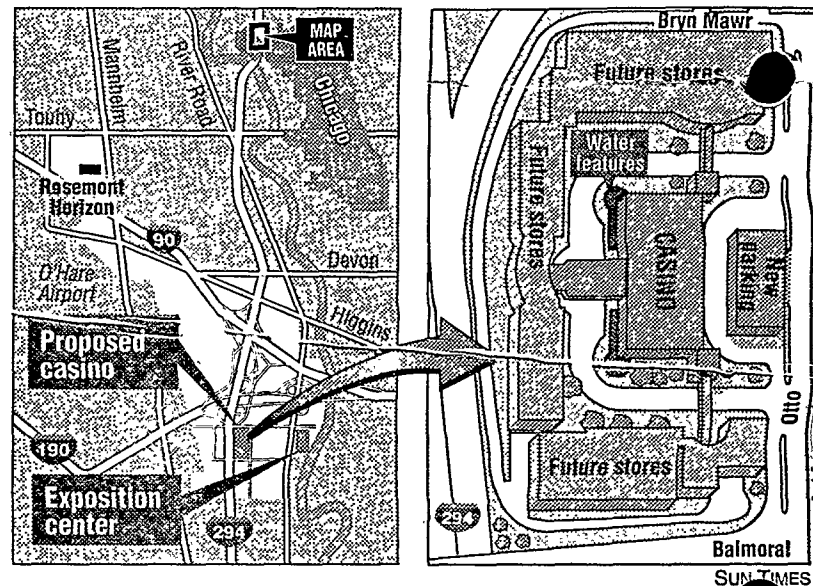 MAP
AREA
Mannheim
River Road
Chicago
Touhy
Rosemont
Horizon
90
O'Hare
Airport
Devon
Higgins
Proposed
casino
190
Exposition
center
294
Bryn Mawr
Future stores
Water
features
Future stores
CASINO
New
parking
Otto
Future stores
294
Balmoral
SUN-TIMES